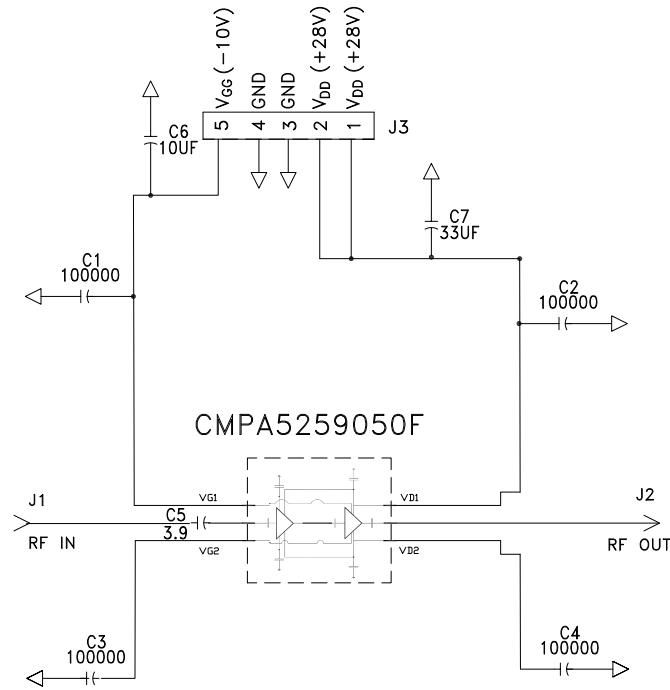 VGG (-10V)
GND
GND
VDD (+28V)
VDD (+28V)
5 4 3 2 1
J3
C6
10UF
C7
33UF
C1
100000
C2
100000
CMPA5259050F
J1
RF IN
VG1
C5
3.9
VG2
VD1
VD2
J2
RF OUT
C3
100000
C4
100000